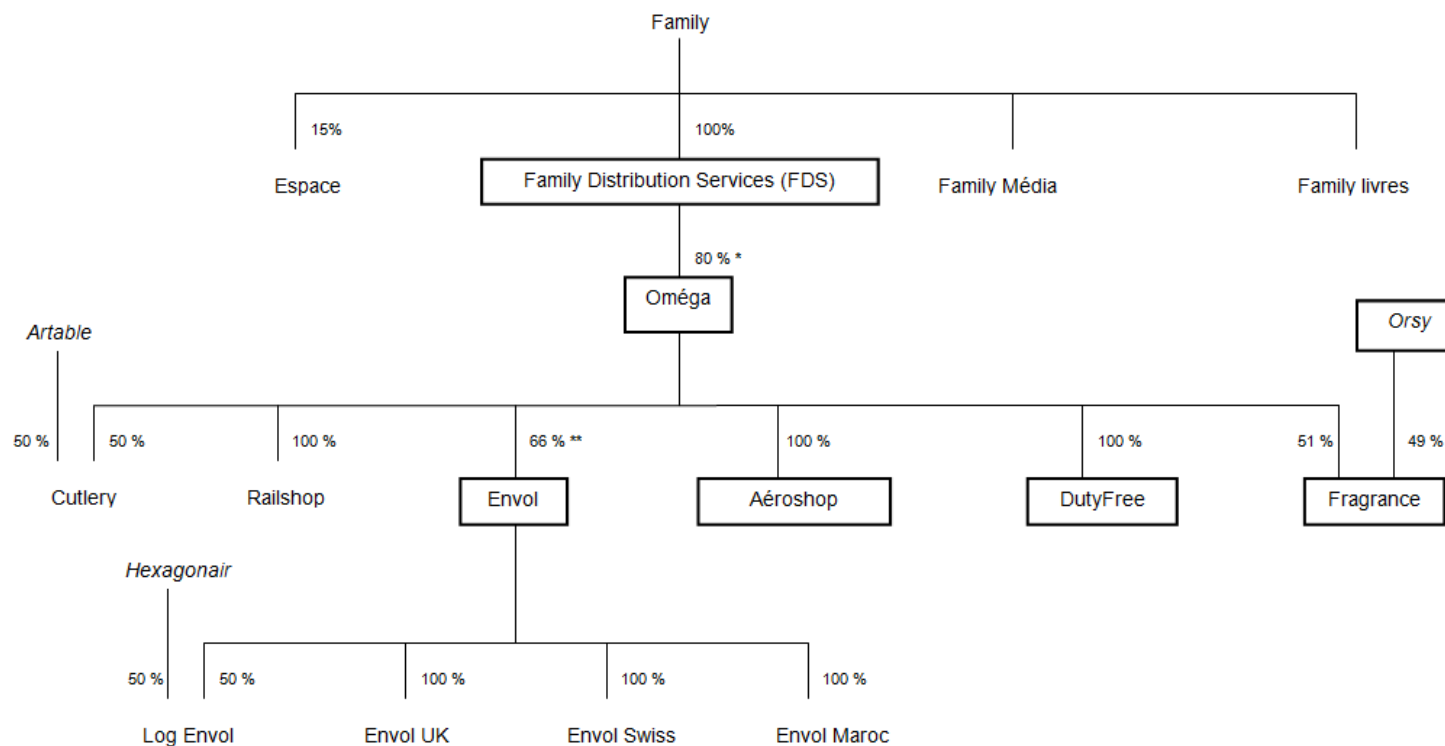 Family
15%
100%
Espace
Family Distribution Services (FDS)
Family Média
Family livres
80 % *
Oméga
Artable
Orsy
50 %
50 %
100 %
66 % **
100 %
100 %
51 %
49 %
Cutlery
Railshop
Envol
Aéroshop
DutyFree
Fragrance
Hexagonair
50 %
50 %
100 %
100 %
100 %
Log Envol
Envol UK
Envol Swiss
Envol Maroc